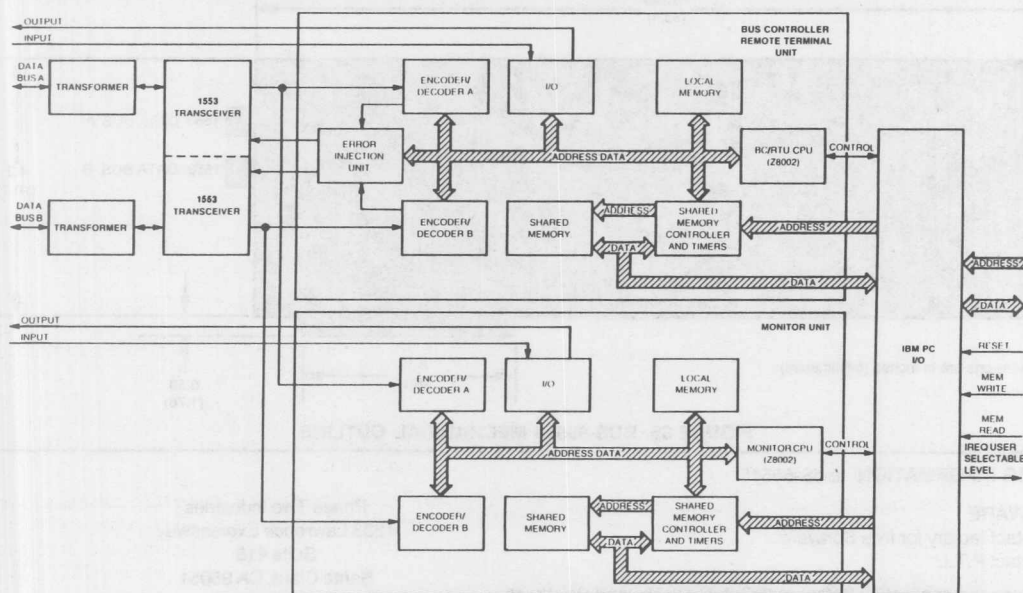 OUTPUT
INPUT
DATA
BUS A
TRANSFORMER
1553
TRANSCEIVER
1553
TRANSCEIVER
DATA
BUS B
TRANSFORMER
BUS CONTROLLER
REMOTE TERMINAL
UNIT
ENCODER/
DECODER A
I/O
LOCAL
MEMORY
ERROR
INJECTION
UNIT
ADDRESS DATA
BC/RTU CPU
(Z8002)
CONTROL
ENCODER/
DECODER B
SHARED
MEMORY
ADDRESS
DATA
SHARED
MEMORY
CONTROLLER
AND TIMERS
ADDRESS
DATA
OUTPUT
INPUT
MONITOR UNIT
ENCODER/
DECODER A
I/O
LOCAL
MEMORY
ADDRESS DATA
MONITOR CPU
(Z8002)
CONTROL
ENCODER/
DECODER B
SHARED
MEMORY
ADDRESS
DATA
SHARED
MEMORY
CONTROLLER
AND TIMERS
ADDRESS
DATA
IBM PC
I/O
ADDRESS
DATA
RESET
MEM
WRITE
MEM
READ
IREQ USER
SELECTABLE
LEVEL